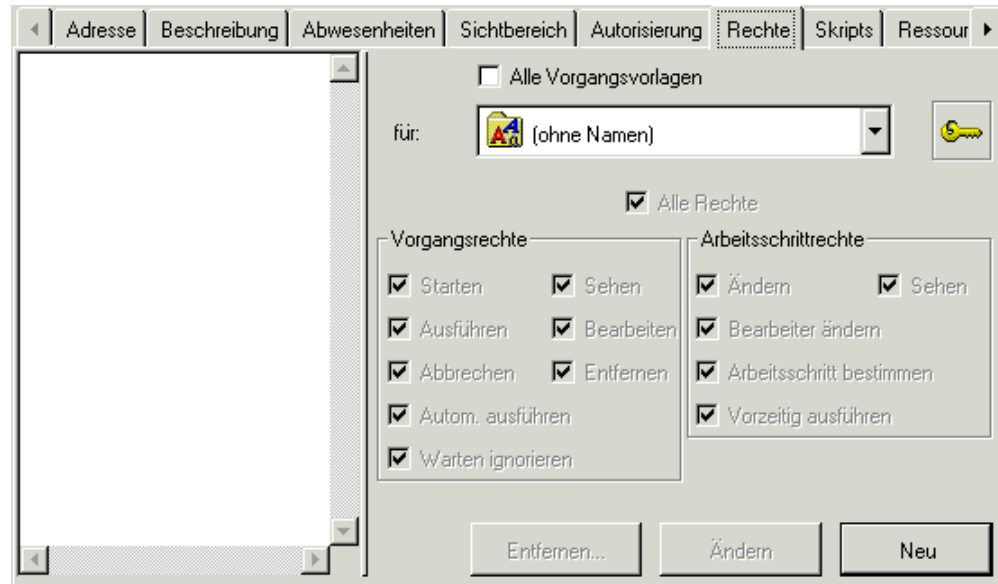 Adresse Beschreibung Abwesenheiten Sichtbereich Autorisierung Rechte Skripts Ressour
Alle Vorgangsvorlagen
für: (ohne Namen)
Alle Rechte
Vorgangsrechte Arbeitsschrittrechte
Starten Sehen Ändern Sehen
Ausführen Bearbeiten Bearbeiter ändern
Abbrechen Entfernen Arbeitsschritt bestimmen
Autom. ausführen Vorzeitig ausführen
Warten ignorieren
Entfernen... Ändern Neu